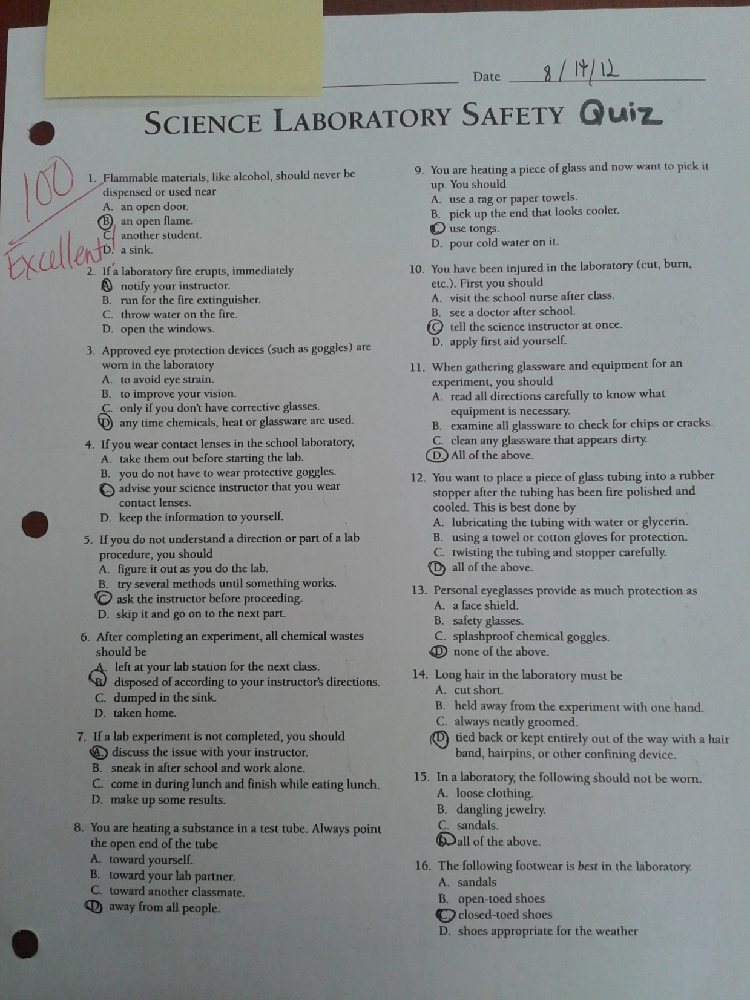 Date 8/14/12
SCIENCE LABORATORY SAFETY Quiz
100
Excellent!
1. Flammable materials, like alcohol, should never be
dispensed or used near
A. an open door.
B. an open flame.
C. another student.
D. a sink.
2. If a laboratory fire erupts, immediately
A. notify your instructor.
B. run for the fire extinguisher.
C. throw water on the fire.
D. open the windows.
3. Approved eye protection devices (such as goggles) are
worn in the laboratory
A. to avoid eye strain.
B. to improve your vision.
C. only if you don't have corrective glasses.
D. any time chemicals, heat or glassware are used.
4. If you wear contact lenses in the school laboratory,
A. take them out before starting the lab.
B. you do not have to wear protective goggles.
C. advise your science instructor that you wear
contact lenses.
D. keep the information to yourself.
5. If you do not understand a direction or part of a lab
procedure, you should
A. figure it out as you do the lab.
B. try several methods until something works.
C. ask the instructor before proceeding.
D. skip it and go on to the next part.
6. After completing an experiment, all chemical wastes
should be
A. left at your lab station for the next class.
B. disposed of according to your instructor's directions.
C. dumped in the sink.
D. taken home.
7. If a lab experiment is not completed, you should
A. discuss the issue with your instructor.
B. sneak in after school and work alone.
C. come in during lunch and finish while eating lunch.
D. make up some results.
8. You are heating a substance in a test tube. Always point
the open end of the tube
A. toward yourself.
B. toward your lab partner.
C. toward another classmate.
D. away from all people.
9. You are heating a piece of glass and now want to pick it
up. You should
A. use a rag or paper towels.
B. pick up the end that looks cooler.
C. use tongs.
D. pour cold water on it.
10. You have been injured in the laboratory (cut, burn,
etc.). First you should
A. visit the school nurse after class.
B. see a doctor after school.
C. tell the science instructor at once.
D. apply first aid yourself.
11. When gathering glassware and equipment for an
experiment, you should
A. read all directions carefully to know what
equipment is necessary.
B. examine all glassware to check for chips or cracks.
C. clean any glassware that appears dirty.
D. All of the above.
12. You want to place a piece of glass tubing into a rubber
stopper after the tubing has been fire polished and
cooled. This is best done by
A. lubricating the tubing with water or glycerin.
B. using a towel or cotton gloves for protection.
C. twisting the tubing and stopper carefully.
D. all of the above.
13. Personal eyeglasses provide as much protection as
A. a face shield.
B. safety glasses.
C. splashproof chemical goggles.
D. none of the above.
14. Long hair in the laboratory must be
A. cut short.
B. held away from the experiment with one hand.
C. always neatly groomed.
D. tied back or kept entirely out of the way with a hair
band, hairpins, or other confining device.
15. In a laboratory, the following should not be worn.
A. loose clothing.
B. dangling jewelry.
C. sandals.
D. all of the above.
16. The following footwear is best in the laboratory.
A. sandals
B. open-toed shoes
C. closed-toed shoes
D. shoes appropriate for the weather